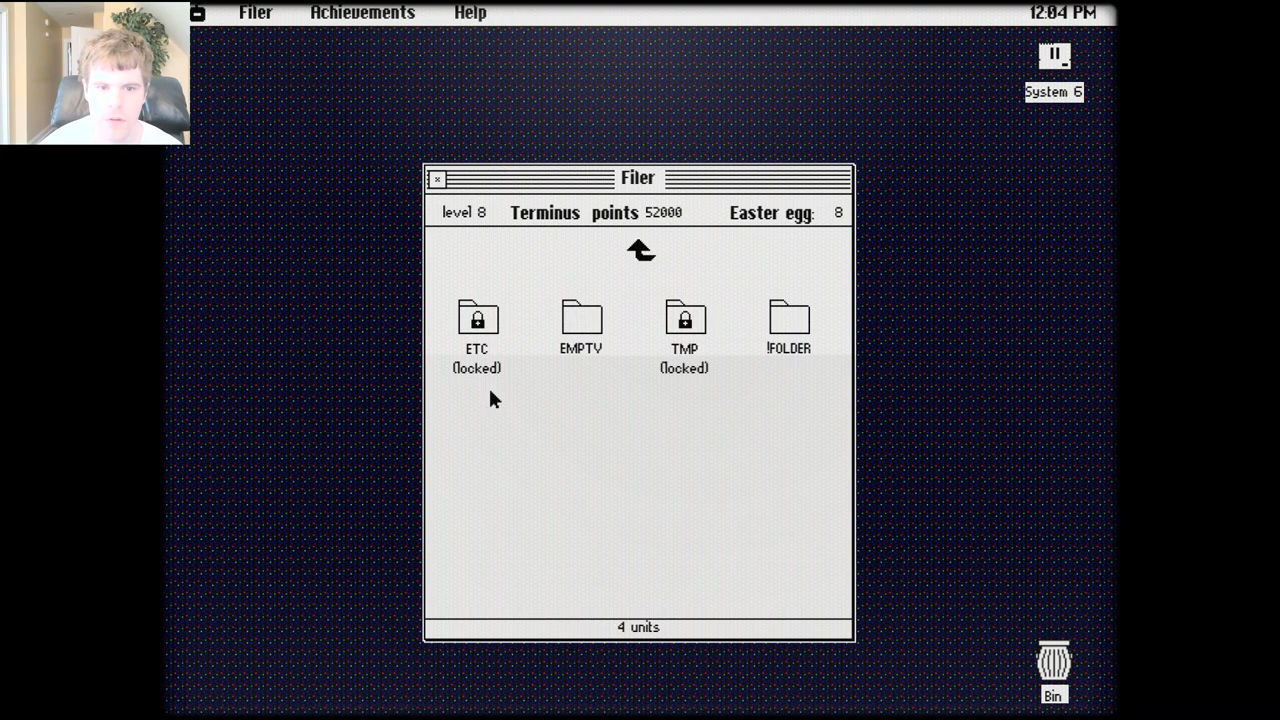 Filer Achievements Help 12:04 PM
System 6
Filer
level 8 Terminus points 52000 Easter egg: 8
ETC EMPTY TMP !FOLDER
(locked) (locked)
4 units
Bin